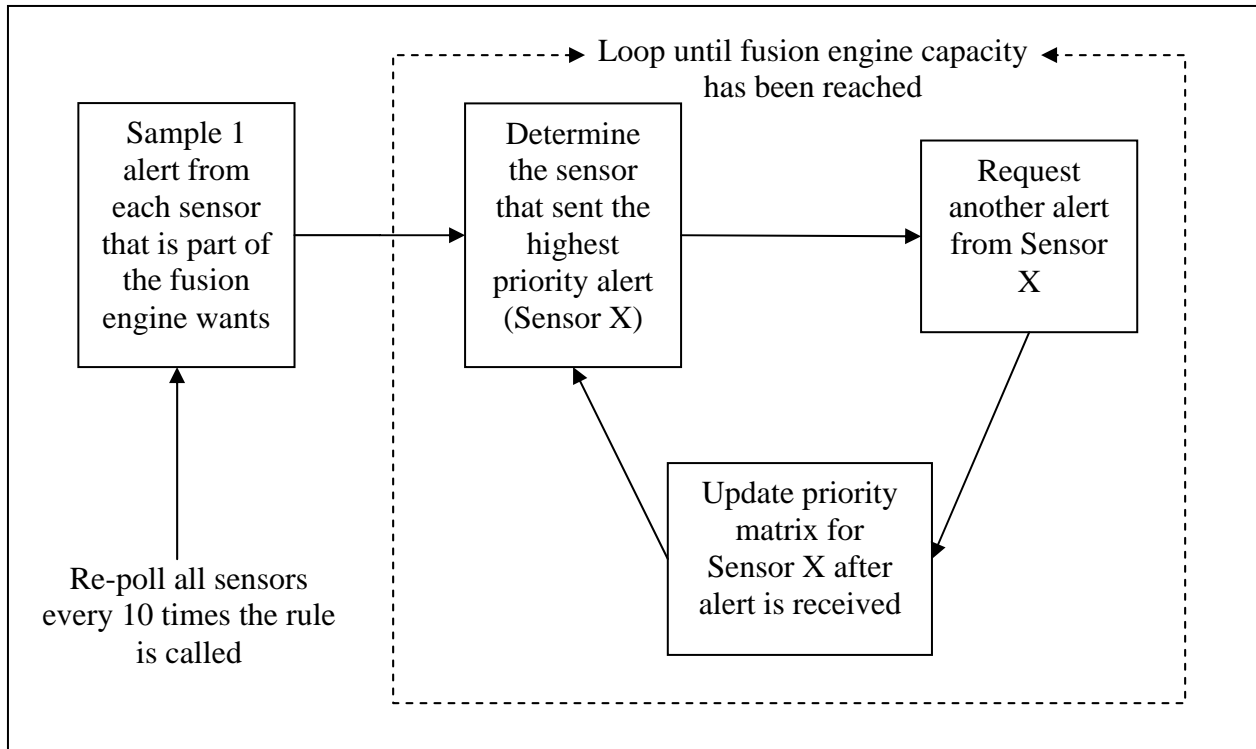 Loop until fusion engine capacity
has been reached
Sample 1
alert from
each sensor
that is part of
the fusion
engine wants
Determine
the sensor
that sent the
highest
priority alert
(Sensor X)
Request
another alert
from Sensor
X
Update priority
matrix for
Sensor X after
alert is received
Re-poll all sensors
every 10 times the rule
is called